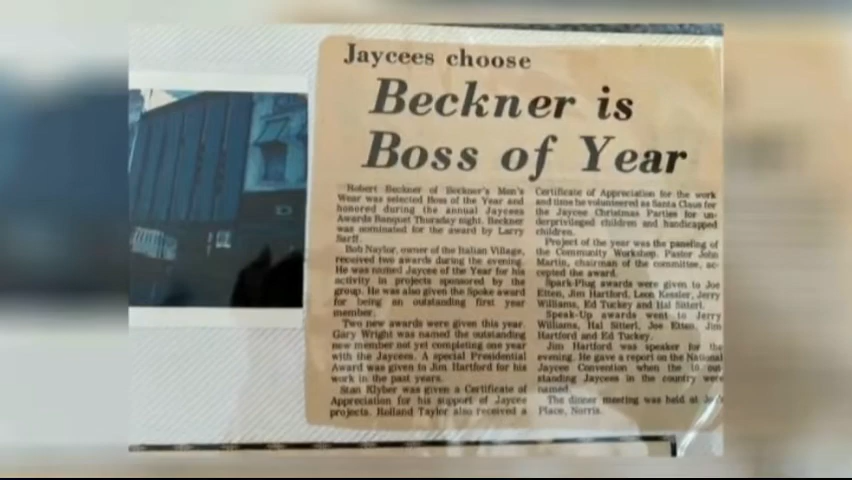 Jaycees choose
Beckner is
Boss of Year
Robert Beckner of Beckner's Men's
Wear was selected Boss of the Year and
honored during the annual Jaycees
Awards Banquet Thursday night. Beckner
was nominated for the award by Larry
Sarff.
Bob Naylor, owner of the Italian Village,
received two awards during the evening.
He was named Jaycee of the Year for his
activity in projects sponsored by the
group. He was also given the Spoke award
for being an outstanding first year
member.
Two new awards were given this year.
Gary Wright was named the outstanding
new member not yet completing one year
with the Jaycees. A special Presidential
Award was given to Jim Hartford for his
work in the past years.
Stan Klyber was given a Certificate of
Appreciation for his support of Jaycee
projects. Holland Taylor also received a
Certificate of Appreciation for the work
and time he volunteered as Santa Claus for
the Jaycee Christmas Parties for un-
derprivileged children and handicapped
children.
Project of the year was the paneling of
the Community Workshop. Pastor John
Martin, chairman of the committee, ac-
cepted the award.
Spark-Plug awards were given to Joe
Etten, Jim Hartford, Leon Kessler, Jerry
Williams, Ed Tuckey and Hal Sitterl.
Speak-Up awards went to Jerry
Williams, Hal Sitterl, Joe Etten, Jim
Hartford and Ed Tuckey.
Jim Hartford was speaker for the
evening. He gave a report on the National
Jaycee Convention when the 10 out-
standing Jaycees in the country were
named.
The dinner meeting was held at
Place, Norris.